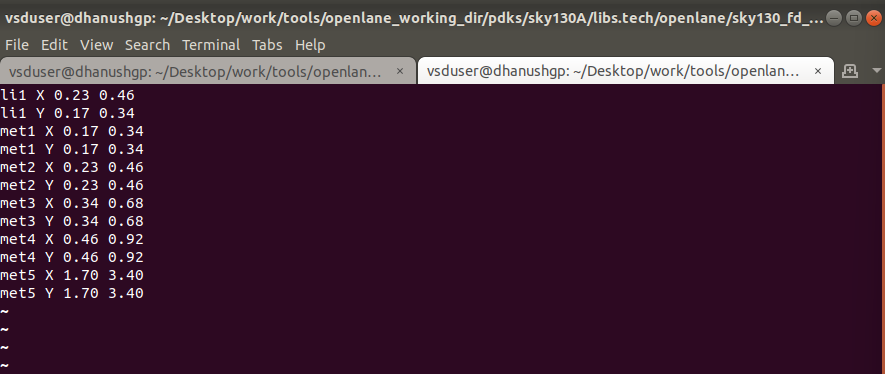 vsduser@dhanushgp: ~/Desktop/work/tools/openlane_working_dir/pdks/sky130A/libs.tech/openlane/sky130_fd_...
File Edit View Search Terminal Tabs Help
vsduser@dhanushgp: ~/Desktop/work/tools/openlan... × vsduser@dhanushgp: ~/Desktop/work/tools/openlan... ×
li1 X 0.23 0.46
li1 Y 0.17 0.34
met1 X 0.17 0.34
met1 Y 0.17 0.34
met2 X 0.23 0.46
met2 Y 0.23 0.46
met3 X 0.34 0.68
met3 Y 0.34 0.68
met4 X 0.46 0.92
met4 Y 0.46 0.92
met5 X 1.70 3.40
met5 Y 1.70 3.40
~
~
~
~